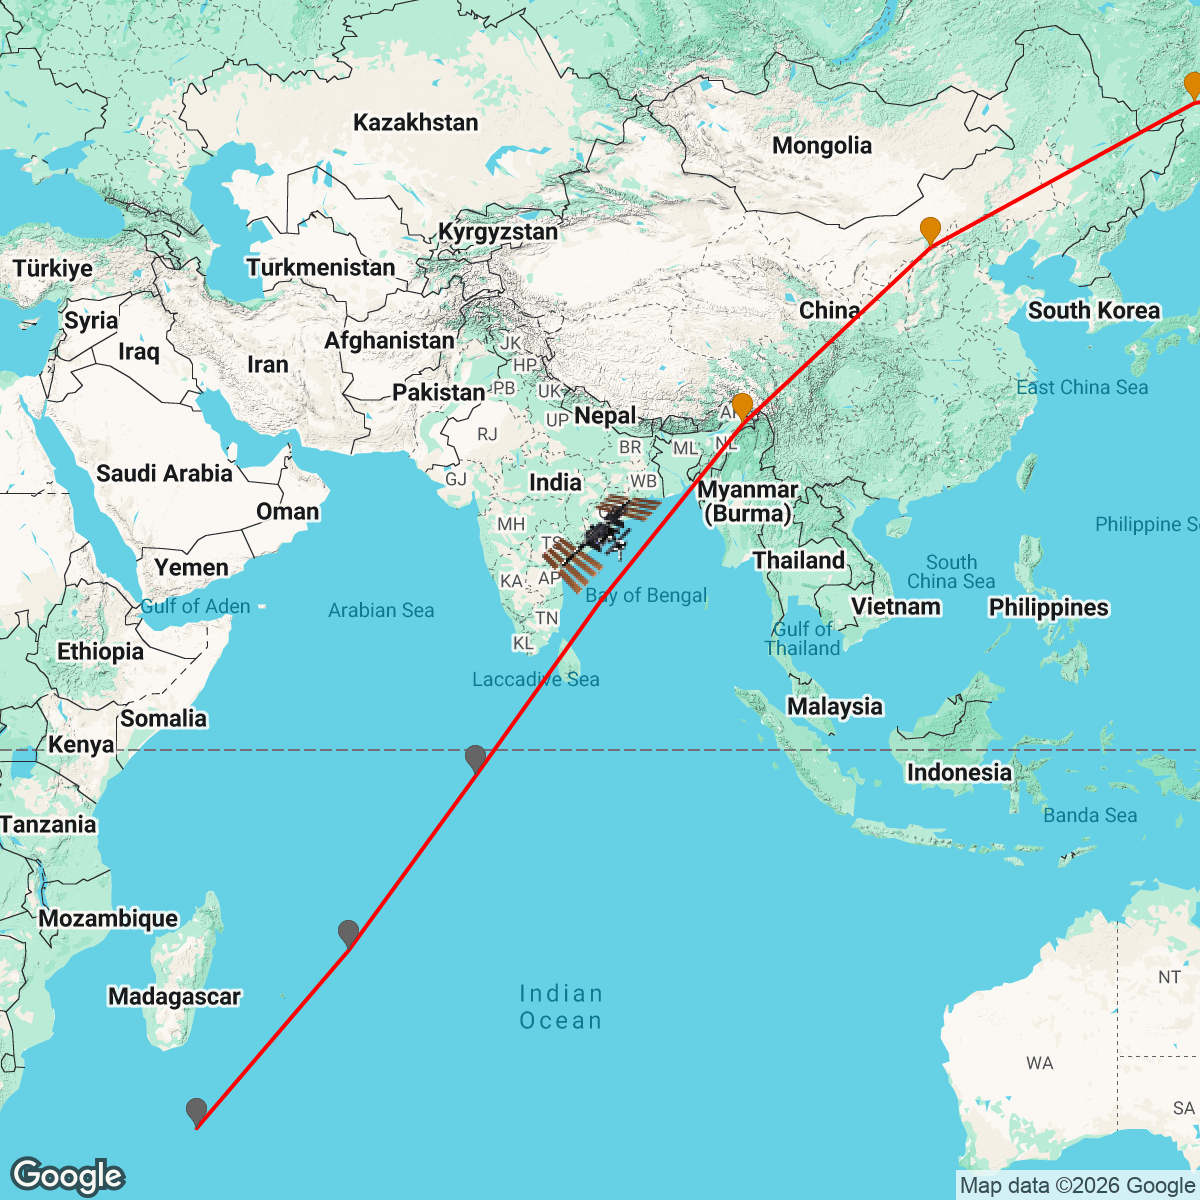 Kazakhstan
Mongolia
Kyrgyzstan
Türkiye
Turkmenistan
Syria
China
South Korea
Afghanistan
JK
Iraq
Iran
HP
East China Sea
Pakistan
PB
UK
Nepal
UP
RJ
BR
ML
NL
Saudi Arabia
GJ
India
WB
Myanmar
(Burma)
Oman
MH
Philippine S
TS
Yemen
Thailand
South
China Sea
KA
AP
Bay of Bengal
Gulf of Aden
Arabian Sea
Vietnam
Philippines
TN
Gulf of
Thailand
KL
Ethiopia
Laccadive Sea
Malaysia
Somalia
Kenya
Indonesia
Banda Sea
Tanzania
Mozambique
Madagascar
Indian
Ocean
NT
WA
SA
Google
Map data ©2026 Google